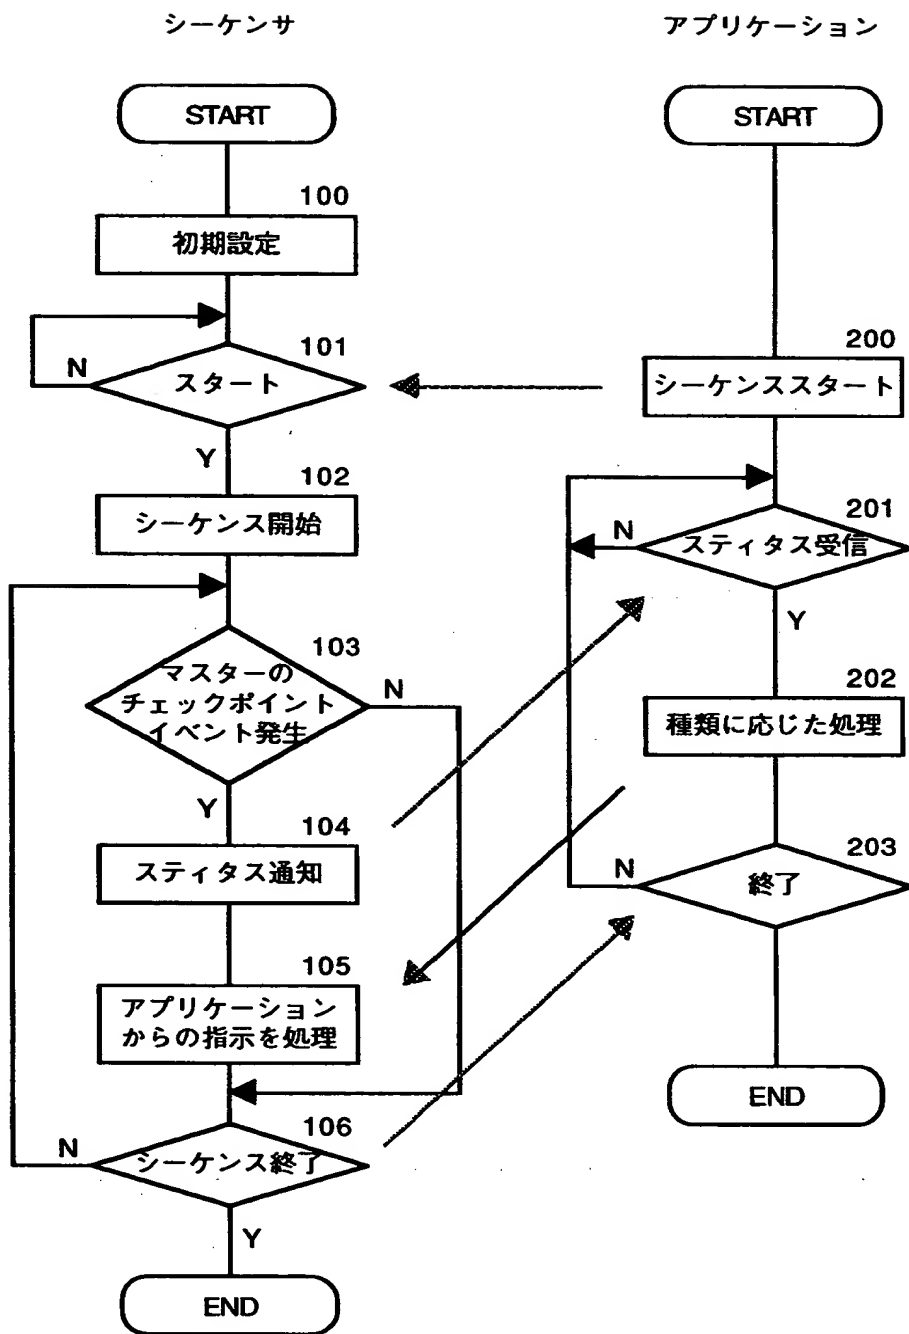 シーケンサ
START
100
初期設定
101
スタート
N
Y
102
シーケンス開始
103
マスターの
チェックポイント
イベント発生
N
Y
104
スティタス通知
105
アプリケーション
からの指示を処理
106
シーケンス終了
N
Y
END
アプリケーション
START
200
シーケンススタート
201
スティタス受信
N
Y
202
種類に応じた処理
203
終了
N
END